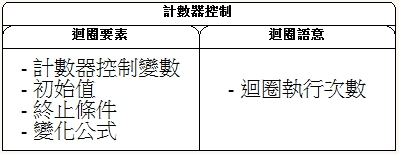 計數器控制
迴圈要素
迴圈語意
- 計數器控制變數
- 初始值
- 終止條件
- 變化公式
- 迴圈執行次數